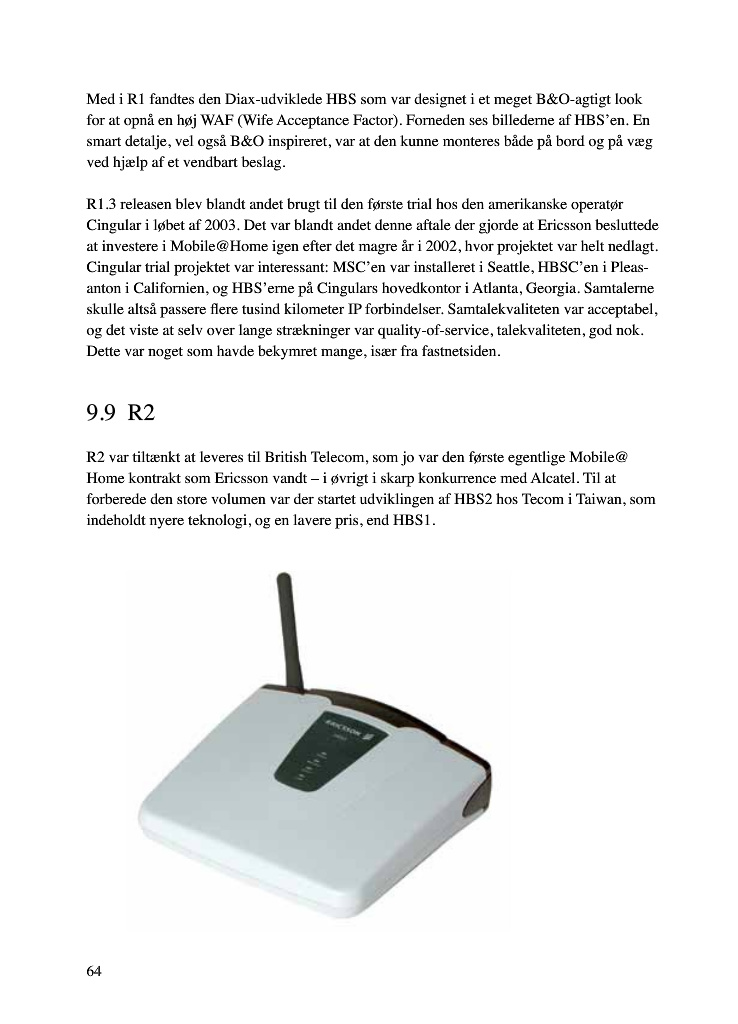 Med i R1 fandtes den Diax-udviklede HBS som var designet i et meget B&O-agtigt look
for at opnå en høj WAF (Wife Acceptance Factor). Forneden ses billederne af HBS’en. En
smart detalje, vel også B&O inspireret, var at den kunne monteres både på bord og på væg
ved hjælp af et vendbart beslag.
R1.3 releasen blev blandt andet brugt til den første trial hos den amerikanske operatør
Cingular i løbet af 2003. Det var blandt andet denne aftale der gjorde at Ericsson besluttede
at investere i Mobile@Home igen efter det magre år i 2002, hvor projektet var helt nedlagt.
Cingular trial projektet var interessant: MSC’en var installeret i Seattle, HBSC’en i Pleas-
anton i Californien, og HBS’erne på Cingulars hovedkontor i Atlanta, Georgia. Samtalerne
skulle altså passere flere tusind kilometer IP forbindelser. Samtalekvaliteten var acceptabel,
og det viste at selv over lange strækninger var quality-of-service, talekvaliteten, god nok.
Dette var noget som havde bekymret mange, især fra fastnetsiden.
9.9 R2
R2 var tiltænkt at leveres til British Telecom, som jo var den første egentlige Mobile@
Home kontrakt som Ericsson vandt – i øvrigt i skarp konkurrence med Alcatel. Til at
forberede den store volumen var der startet udviklingen af HBS2 hos Tecom i Taiwan, som
indeholdt nyere teknologi, og en lavere pris, end HBS1.
ERICSSON
64